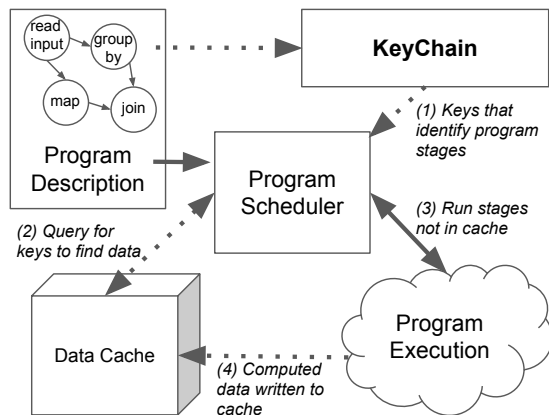 read
input
group
by
map
join
Program
Description
KeyChain
(1) Keys that
identify program
stages
Program
Scheduler
(2) Query for
keys to find data
(3) Run stages
not in cache
Data Cache
(4) Computed
data written to
cache
Program
Execution